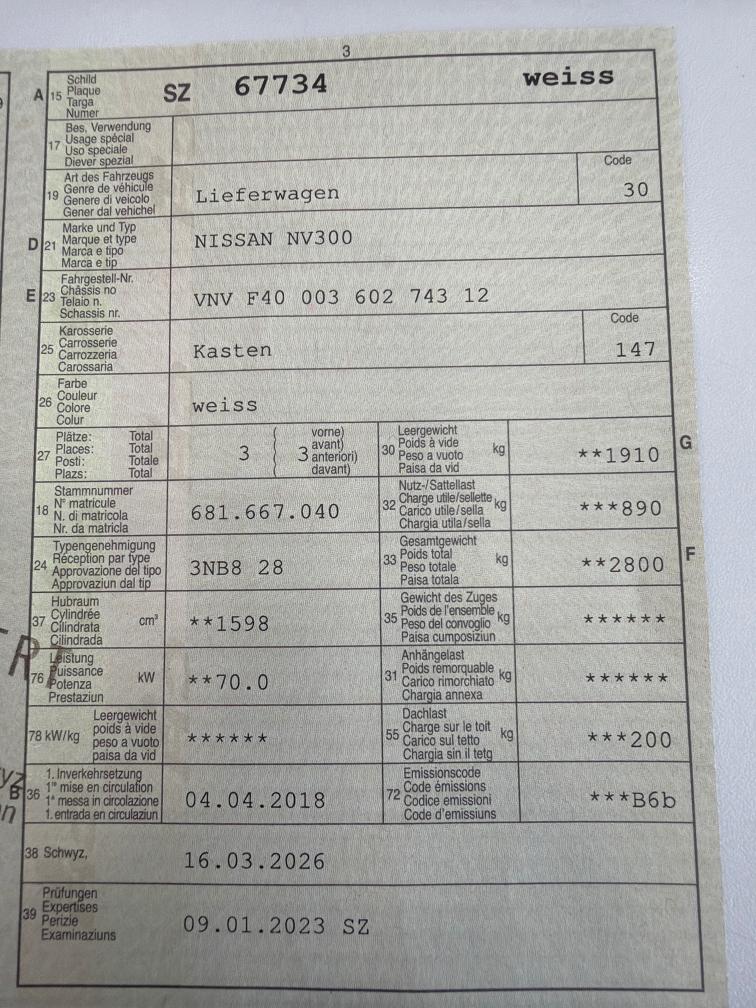 3
A 15 Schild Plaque Targa Numer SZ 67734 weiss
17 Bes. Verwendung Usage spécial Uso speciale Diever spezial
19 Art des Fahrzeugs Genre de véhicule Genere di veicolo Gener dal vehichel Lieferwagen Code 30
D 21 Marke und Typ Marque et type Marca e tipo Marca e tip NISSAN NV300
E 23 Fahrgestell-Nr. Châssis no Telaio n. Schassis nr. VNV F40 003 602 743 12
25 Karosserie Carrosserie Carrozzeria Carossaria Kasten Code 147
26 Farbe Couleur Colore Colur weiss
27 Plätze: Total Places: Total Posti: Totale Plazs: Total 3 ( 3 vorne) avant) anteriori) davant)
30 Leergewicht Poids à vide Peso a vuoto Paisa da vid kg **1910 G
18 Stammnummer N° matricule N. di matricola Nr. da matricla 681.667.040
32 Nutz-/Sattellast Charge utile/sellette Carico utile/sella Chargia utila/sella kg ***890
24 Typengenehmigung Réception par type Approvazione del tipo Approvaziun dal tip 3NB8 28
33 Gesamtgewicht Poids total Peso totale Paisa totala kg **2800 F
37 Hubraum Cylindrée Cilindrata Cilindrada cm³ **1598
35 Gewicht des Zuges Poids de l'ensemble Peso del convoglio Paisa cumposiziun kg ******
76 Leistung Puissance Potenza Prestaziun kW **70.0
31 Anhängelast Poids remorquable Carico rimorchiato Chargia annexa kg ******
78 kW/kg Leergewicht poids à vide peso a vuoto paisa da vid ******
55 Dachlast Charge sur le toit Carico sul tetto Chargia sin il tetg kg ***200
B 36 1. Inverkehrsetzung 1re mise en circulation 1a messa in circolazione 1. entrada en circulaziun 04.04.2018
72 Emissionscode Code émissions Codice emissioni Code d'emissiuns ***B6b
38 Schwyz, 16.03.2026
39 Prüfungen Expertises Perizie Examinaziuns 09.01.2023 SZ